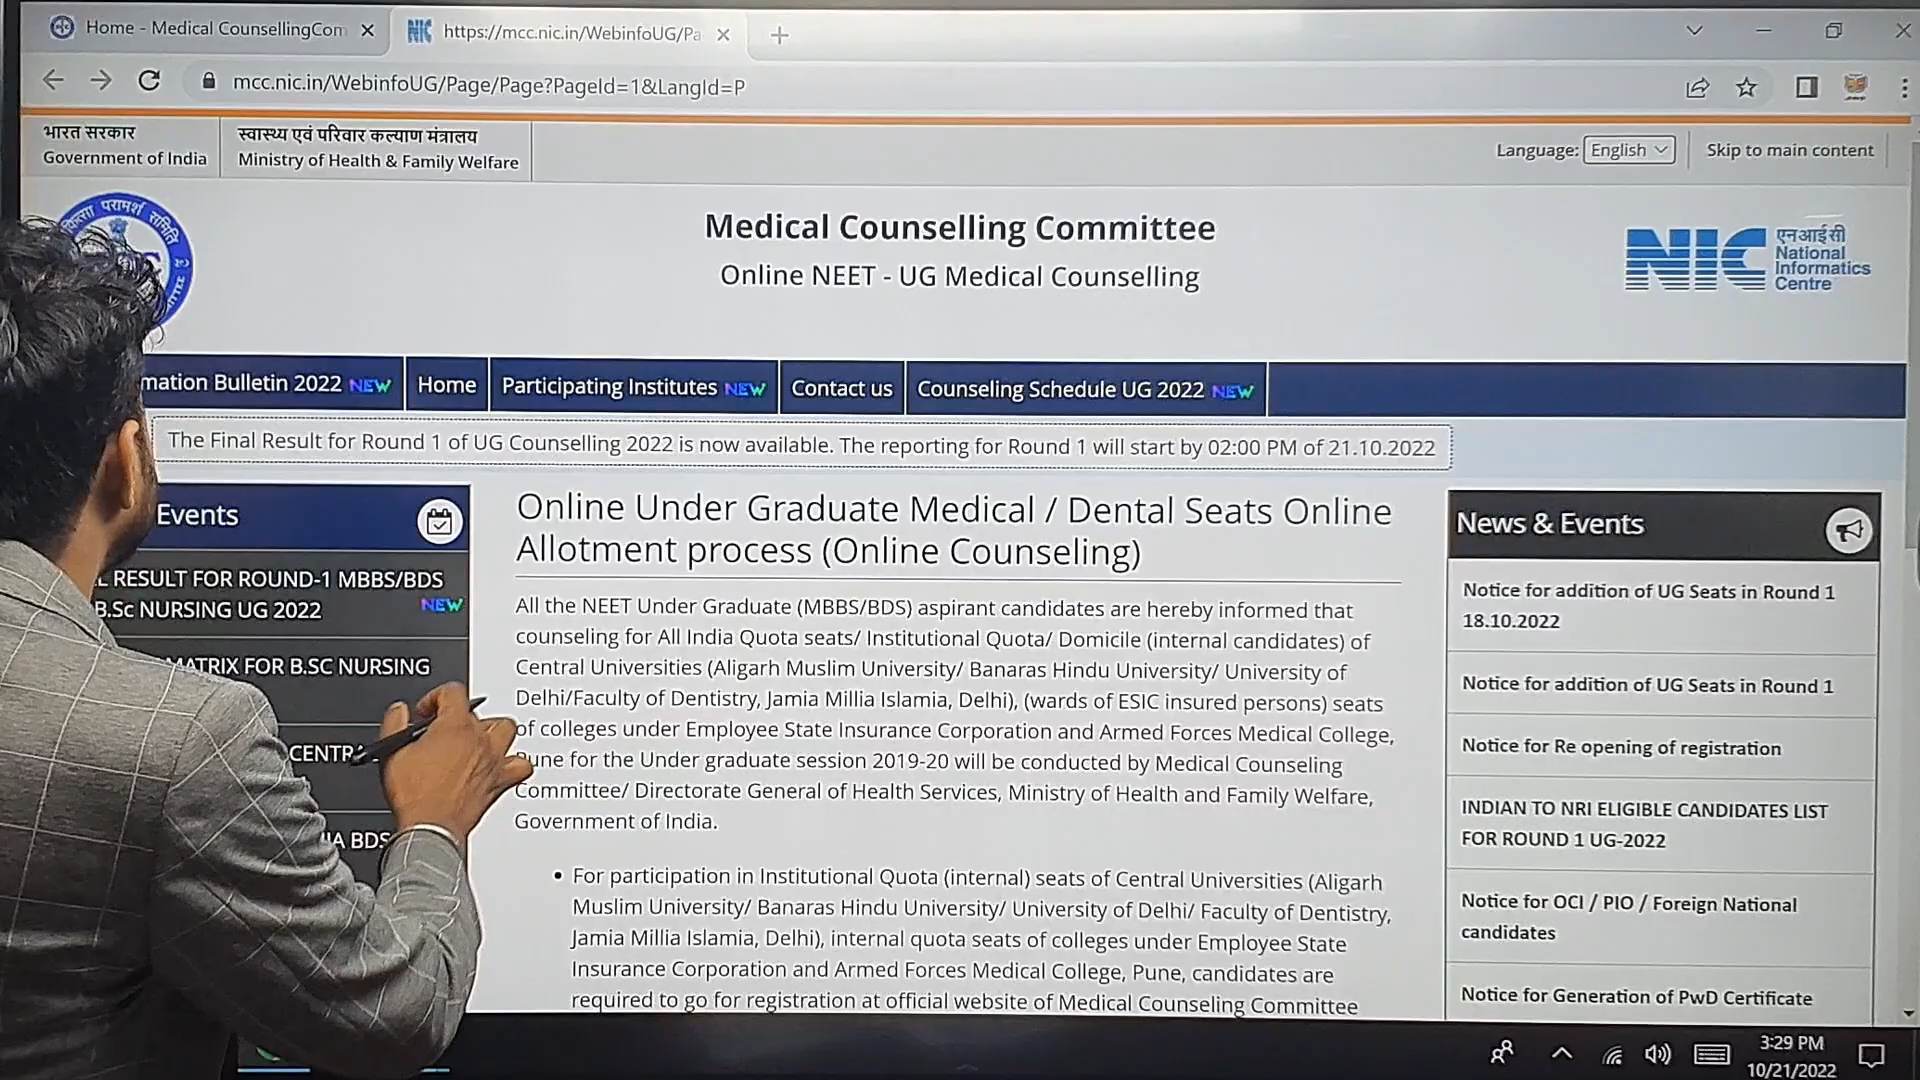 Home - Medical CounsellingCom
https://mcc.nic.in/WebinfoUG/Pa
mcc.nic.in/WebinfoUG/Page/Page?PageId=1&LangId=P
भारत सरकार
Government of India
स्वास्थ्य एवं परिवार कल्याण मंत्रालय
Ministry of Health & Family Welfare
Language: English
Skip to main content
परामर्श समिति
Medical Counselling Committee
Online NEET - UG Medical Counselling
NIC
एनआईसी
National
Informatics
Centre
mation Bulletin 2022 NEW
Home
Participating Institutes NEW
Contact us
Counseling Schedule UG 2022 NEW
The Final Result for Round 1 of UG Counselling 2022 is now available. The reporting for Round 1 will start by 02:00 PM of 21.10.2022
Events
RESULT FOR ROUND-1 MBBS/BDS
B.Sc NURSING UG 2022 NEW
MATRIX FOR B.SC NURSING
CENTRA
BDS
Online Under Graduate Medical / Dental Seats Online
Allotment process (Online Counseling)
All the NEET Under Graduate (MBBS/BDS) aspirant candidates are hereby informed that
counseling for All India Quota seats/ Institutional Quota/ Domicile (internal candidates) of
Central Universities (Aligarh Muslim University/ Banaras Hindu University/ University of
Delhi/Faculty of Dentistry, Jamia Millia Islamia, Delhi), (wards of ESIC insured persons) seats
of colleges under Employee State Insurance Corporation and Armed Forces Medical College,
Pune for the Under graduate session 2019-20 will be conducted by Medical Counseling
Committee/ Directorate General of Health Services, Ministry of Health and Family Welfare,
Government of India.
• For participation in Institutional Quota (internal) seats of Central Universities (Aligarh
Muslim University/ Banaras Hindu University/ University of Delhi/ Faculty of Dentistry,
Jamia Millia Islamia, Delhi), internal quota seats of colleges under Employee State
Insurance Corporation and Armed Forces Medical College, Pune, candidates are
required to go for registration at official website of Medical Counseling Committee
News & Events
Notice for addition of UG Seats in Round 1
18.10.2022
Notice for addition of UG Seats in Round 1
Notice for Re opening of registration
INDIAN TO NRI ELIGIBLE CANDIDATES LIST
FOR ROUND 1 UG-2022
Notice for OCI / PIO / Foreign National
candidates
Notice for Generation of PwD Certificate
3:29 PM
10/21/2022